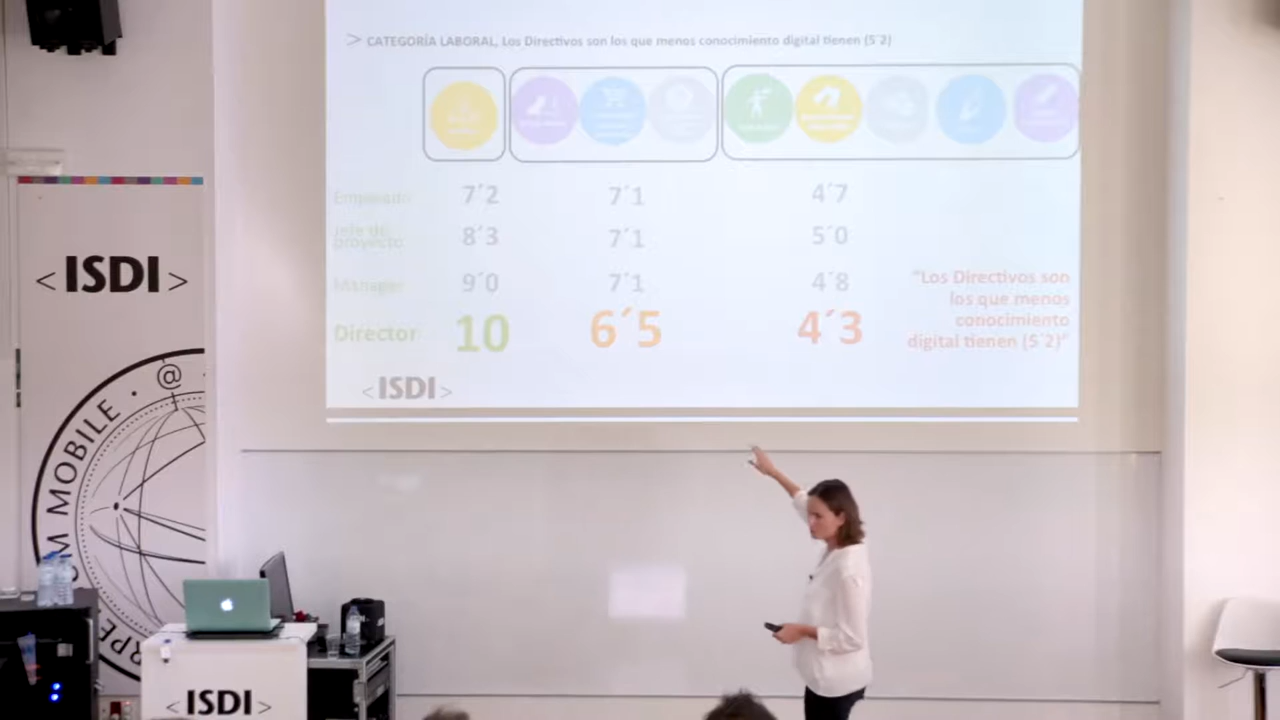 > CATEGORÍA LABORAL, Los Directivos son los que menos conocimiento digital tienen (5´2)
Empleado 7´2 7´1 4´7
Jefe de
proyecto 8´3 7´1 5´0
Manager 9´0 7´1 4´8
Director 10 6´5 4´3
"Los Directivos son
los que menos
conocimiento
digital tienen (5´2)"
<ISDI>
<ISDI>
@
MOBILE
<ISDI>